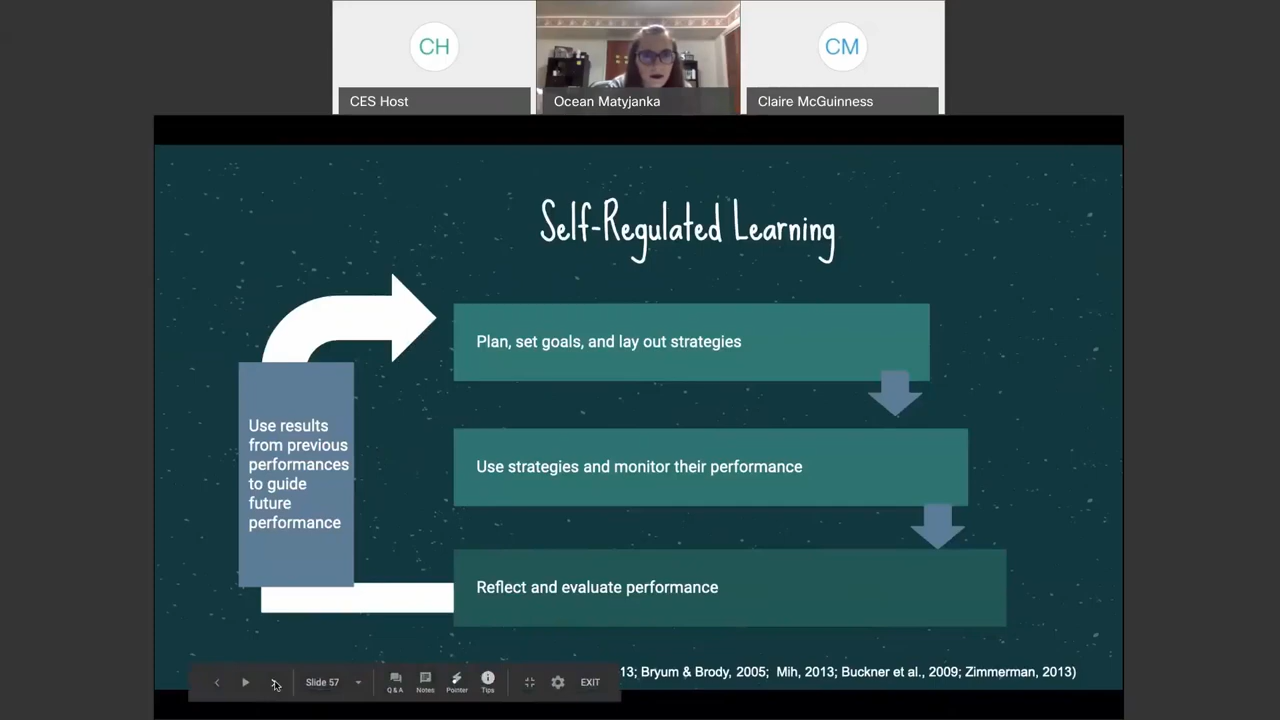 CH
CM
CES Host
Ocean Matyjanka
Claire McGuinness
Self-Regulated Learning
Plan, set goals, and lay out strategies
Use results
from previous
performances
to guide
future
performance
Use strategies and monitor their performance
Reflect and evaluate performance
13; Bryum & Brody, 2005; Mih, 2013; Buckner et al., 2009; Zimmerman, 2013)
Slide 57
Q & A
Notes
Pointer
Tips
EXIT